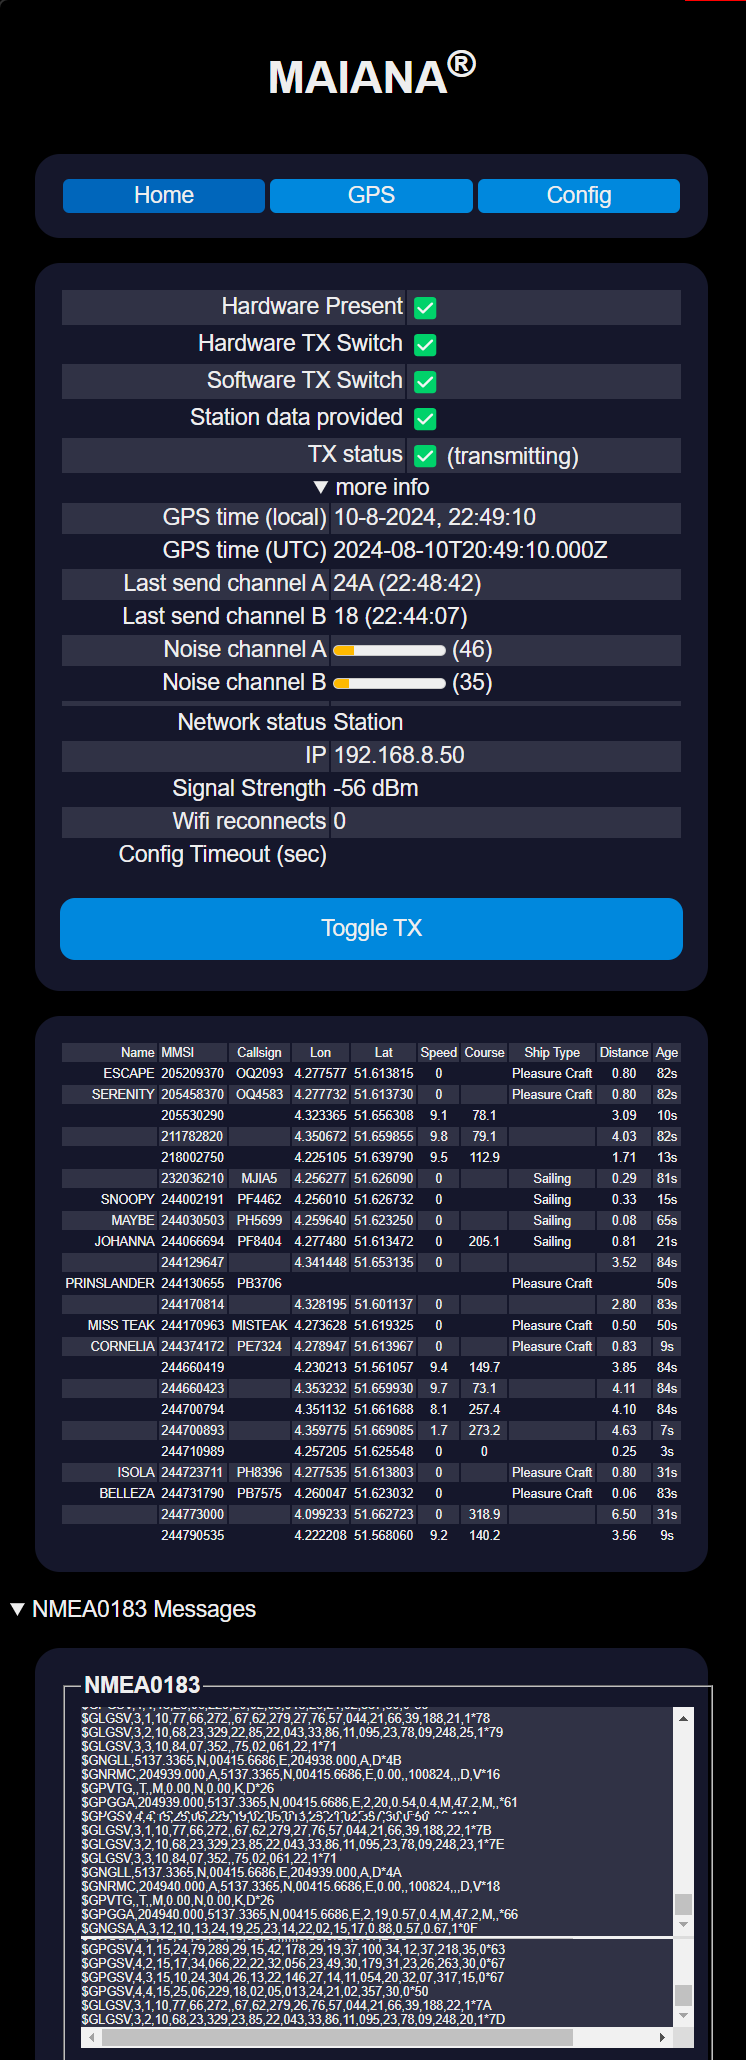 MAIANA®
Home GPS Config
Hardware Present
Hardware TX Switch
Software TX Switch
Station data provided
TX status (transmitting)
▼ more info
GPS time (local) 10-8-2024, 22:49:10
GPS time (UTC) 2024-08-10T20:49:10.000Z
Last send channel A 24A (22:48:42)
Last send channel B 18 (22:44:07)
Noise channel A (46)
Noise channel B (35)
Network status Station
IP 192.168.8.50
Signal Strength -56 dBm
Wifi reconnects 0
Config Timeout (sec)
Toggle TX
Name MMSI Callsign Lon Lat Speed Course Ship Type Distance Age
ESCAPE 205209370 OQ2093 4.277577 51.613815 0 Pleasure Craft 0.80 82s
SERENITY 205458370 OQ4583 4.277732 51.613730 0 Pleasure Craft 0.80 82s
205530290 4.323365 51.656308 9.1 78.1 3.09 10s
211782820 4.350672 51.659855 9.8 79.1 4.03 82s
218002750 4.225105 51.639790 9.5 112.9 1.71 13s
232036210 MJIA5 4.256277 51.626090 0 Sailing 0.29 81s
SNOOPY 244002191 PF4462 4.256010 51.626732 0 Sailing 0.33 15s
MAYBE 244030503 PH5699 4.259640 51.623250 0 Sailing 0.08 65s
JOHANNA 244066694 PF8404 4.277480 51.613472 0 205.1 Sailing 0.81 21s
244129647 4.341448 51.653135 0 3.52 84s
PRINSLANDER 244130655 PB3706 Pleasure Craft 50s
244170814 4.328195 51.601137 0 2.80 83s
MISS TEAK 244170963 MISTEAK 4.273628 51.619325 0 Pleasure Craft 0.50 50s
CORNELIA 244374172 PE7324 4.278947 51.613967 0 Pleasure Craft 0.83 9s
244660419 4.230213 51.561057 9.4 149.7 3.85 84s
244660423 4.353232 51.659930 9.7 73.1 4.11 84s
244700794 4.351132 51.661688 8.1 257.4 4.10 84s
244700893 4.359775 51.669085 1.7 273.2 4.63 7s
244710989 4.257205 51.625548 0 0 0.25 3s
ISOLA 244723711 PH8396 4.277535 51.613803 0 Pleasure Craft 0.80 31s
BELLEZA 244731790 PB7575 4.260047 51.623032 0 Pleasure Craft 0.06 83s
244773000 4.099233 51.662723 0 318.9 6.50 31s
244790535 4.222208 51.568060 9.2 140.2 3.56 9s
▼ NMEA0183 Messages
NMEA0183
$GLGSV,3,1,10,77,66,272,,67,62,279,27,76,57,044,21,66,39,188,21,1*78
$GLGSV,3,2,10,68,23,329,22,85,22,043,33,86,11,095,23,78,09,248,25,1*79
$GLGSV,3,3,10,84,07,352,,75,02,061,22,1*71
$GNGLL,5137.3365,N,00415.6686,E,204938.000,A,D*4B
$GNRMC,204939.000,A,5137.3365,N,00415.6686,E,0.00,,100824,,,D,V*16
$GPVTG,,T,,M,0.00,N,0.00,K,D*26
$GPGGA,204939.000,5137.3365,N,00415.6686,E,2,20,0.54,0.4,M,47.2,M,,*61
$GLGSV,3,1,10,77,66,272,,67,62,279,27,76,57,044,21,66,39,188,22,1*7B
$GLGSV,3,2,10,68,23,329,23,85,22,043,33,86,11,095,23,78,09,248,23,1*7E
$GLGSV,3,3,10,84,07,352,,75,02,061,22,1*71
$GNGLL,5137.3365,N,00415.6686,E,204939.000,A,D*4A
$GNRMC,204940.000,A,5137.3365,N,00415.6686,E,0.00,,100824,,,D,V*18
$GPVTG,,T,,M,0.00,N,0.00,K,D*26
$GPGGA,204940.000,5137.3365,N,00415.6686,E,2,19,0.57,0.4,M,47.2,M,,*66
$GNGSA,A,3,12,10,13,24,19,25,23,14,22,02,15,17,0.88,0.57,0.67,1*0F
$GPGSV,4,1,15,24,79,289,29,15,42,178,29,19,37,100,34,12,37,218,35,0*63
$GPGSV,4,2,15,17,34,066,22,22,32,056,23,49,30,179,31,23,26,263,30,0*67
$GPGSV,4,3,15,10,24,304,26,13,22,146,27,14,11,054,20,32,07,317,15,0*67
$GPGSV,4,4,15,25,06,229,18,02,05,013,24,21,02,357,30,0*50
$GLGSV,3,1,10,77,66,272,,67,62,279,26,76,57,044,21,66,39,188,22,1*7A
$GLGSV,3,2,10,68,23,329,23,85,22,043,33,86,11,095,23,78,09,248,20,1*7D